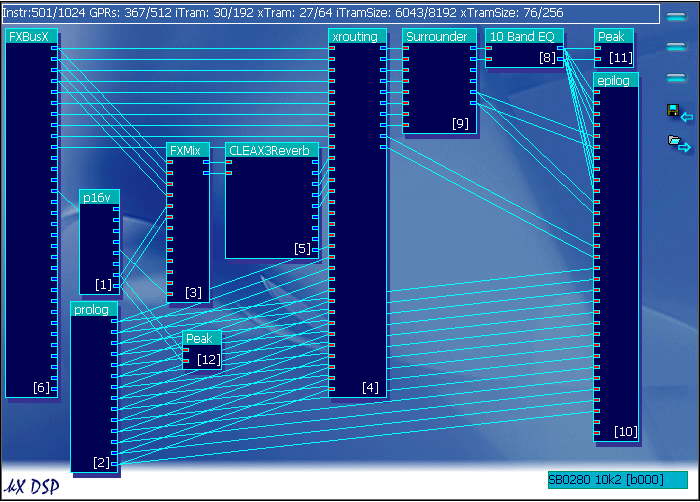 Instr:501/1024 GPRs: 367/512 iTram: 30/192 xTram: 27/64 iTramSize: 6043/8192 xTramSize: 76/256
FXBusX
xrouting
Surrounder
10 Band EQ
Peak
[8]
[11]
epilog
[9]
FXMix
CLEAX3Reverb
p16v
[5]
[1]
[3]
prolog
Peak
[12]
[6]
[4]
[10]
[2]
µX DSP
SB0280 10k2 [b000]